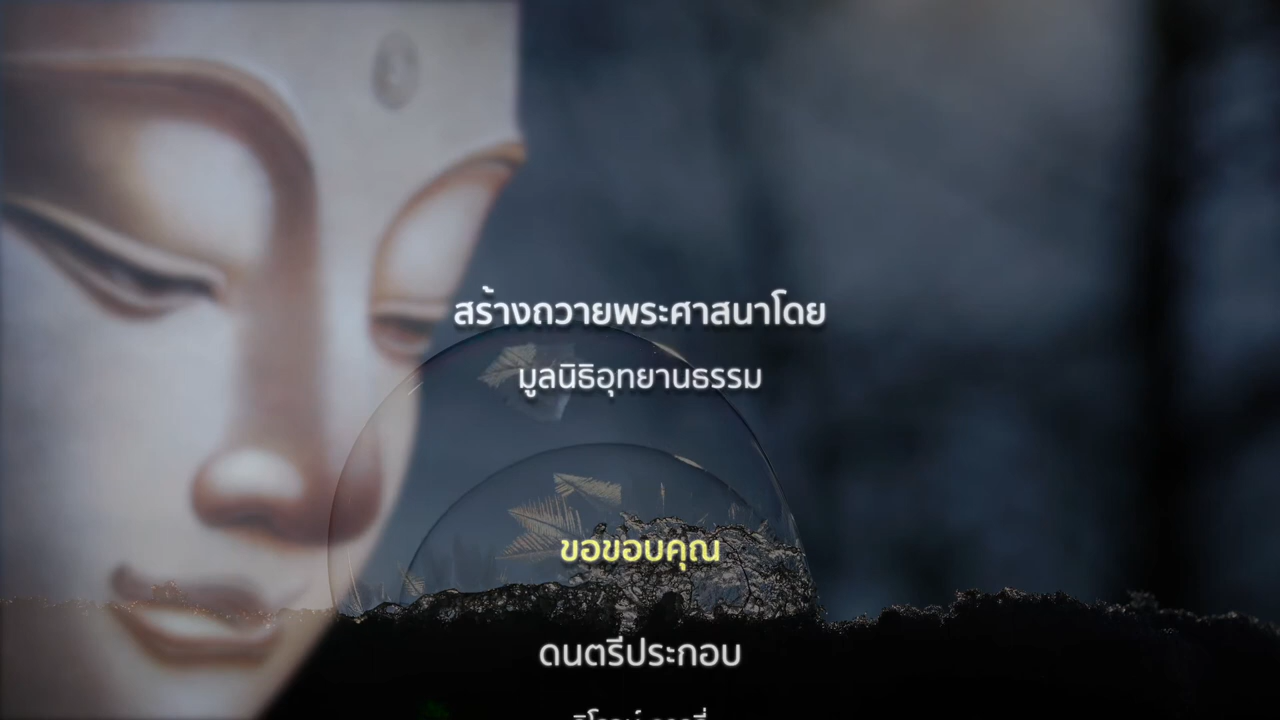 สร้างถวายพระศาสนาโดย
มูลนิธิอุทยานธรรม
ขอขอบคุณ
ดนตรีประกอบ